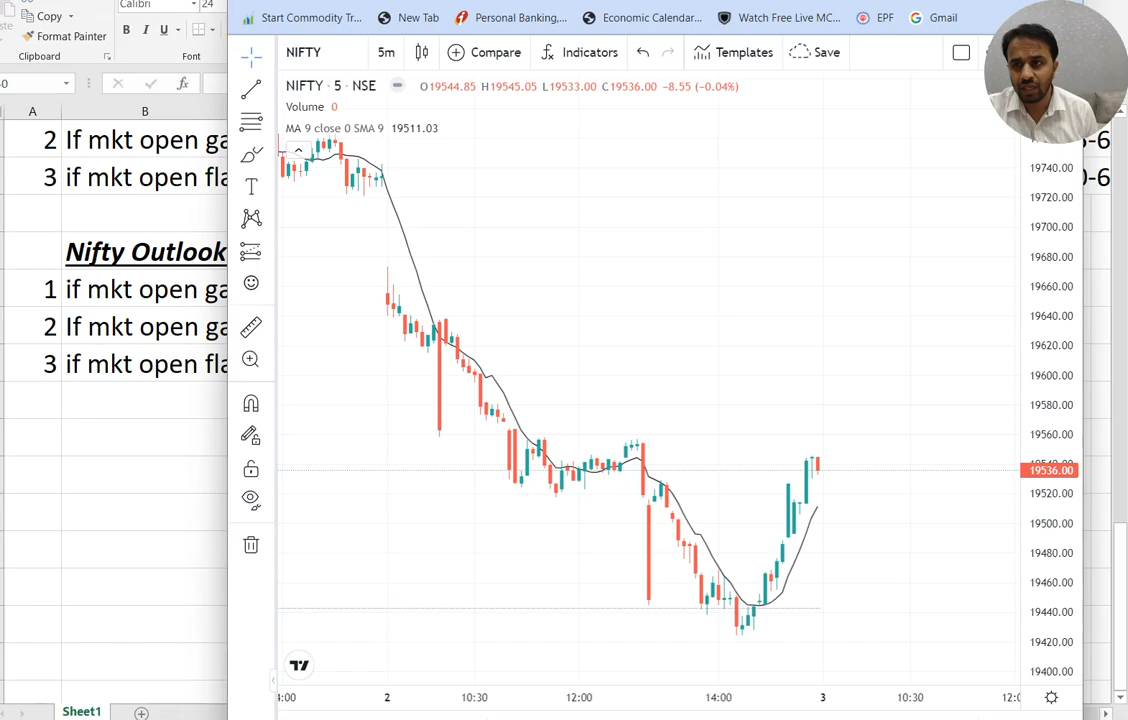 Copy
Format Painter
Clipboard
Calibri
24
B I U
Font
fx
A B
2 If mkt open ga
3 if mkt open fla
Nifty Outlook
1 if mkt open ga
2 If mkt open ga
3 if mkt open fla
Sheet1
Start Commodity Tr...
New Tab
Personal Banking,...
Economic Calendar...
Watch Free Live MC...
EPF
Gmail
NIFTY
5m
Compare
Indicators
Templates
Save
NIFTY · 5 · NSE
O19544.85 H19545.05 L19533.00 C19536.00 -8.55 (-0.04%)
Volume 0
MA 9 close 0 SMA 9 19511.03
19740.00
19720.00
19700.00
19680.00
19660.00
19640.00
19620.00
19600.00
19580.00
19560.00
19536.00
19520.00
19500.00
19480.00
19460.00
19440.00
19420.00
19400.00
2 10:30 12:00 14:00 3 10:30